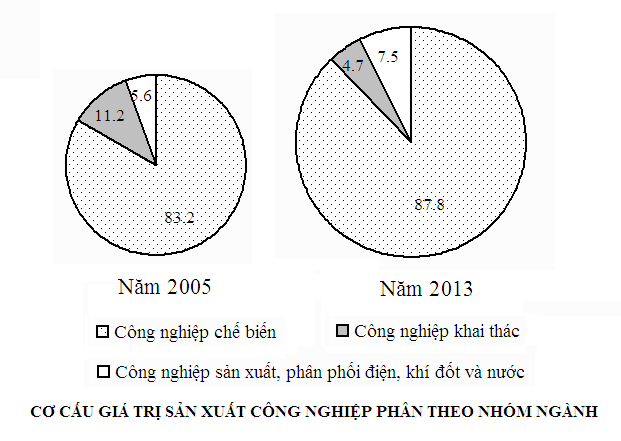 5.6
11.2
83.2
7.5
4.7
87.8
Năm 2005
Năm 2013
Công nghiệp chế biến
Công nghiệp khai thác
Công nghiệp sản xuất, phân phối điện, khí đốt và nước
CƠ CẤU GIÁ TRỊ SẢN XUẤT CÔNG NGHIỆP PHÂN THEO NHÓM NGÀNH